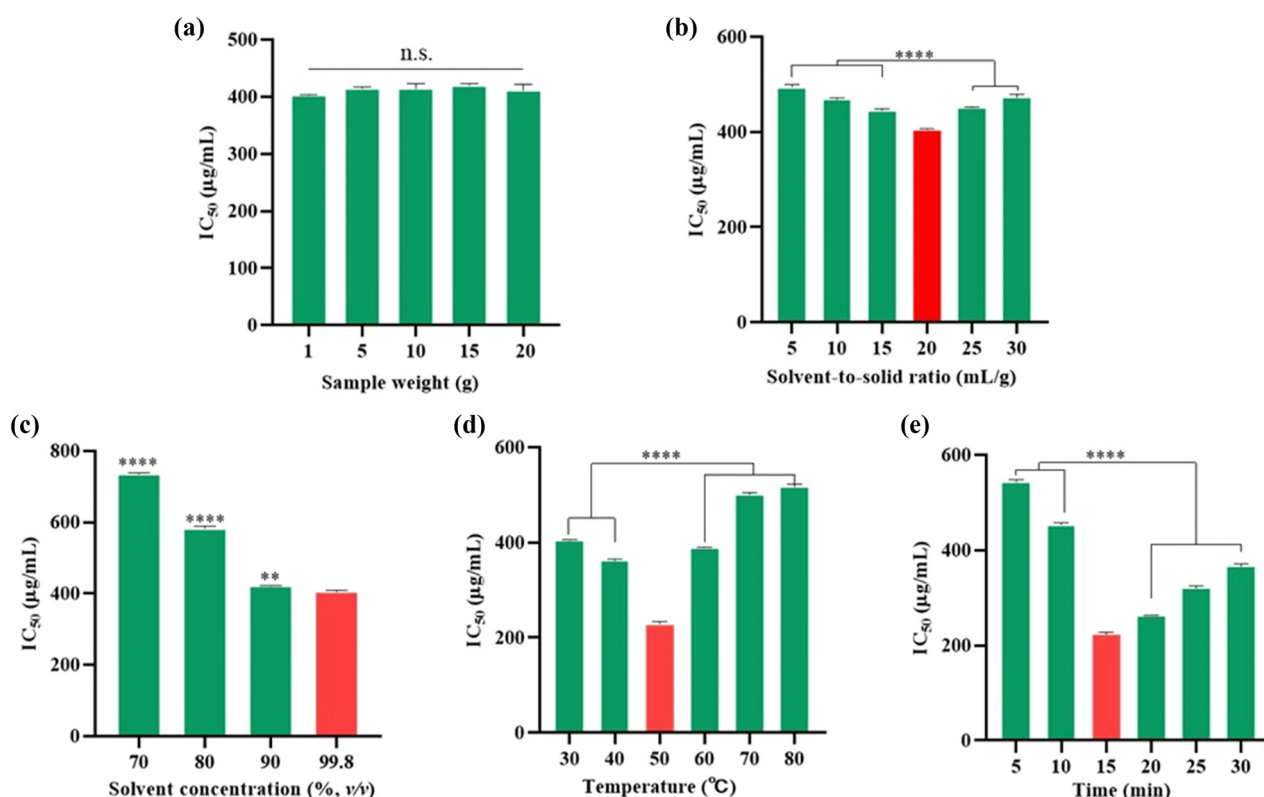 (a)
500
400
300
200
100
0
IC50 (μg/mL)
n.s.
1 5 10 15 20
Sample weight (g)
(b)
600
400
200
0
IC50 (μg/mL)
****
5 10 15 20 25 30
Solvent-to-solid ratio (mL/g)
(c)
800
600
400
200
0
IC50 (μg/mL)
****
****
**
70 80 90 99.8
Solvent concentration (%, v/v)
(d)
600
400
200
0
IC50 (μg/mL)
****
30 40 50 60 70 80
Temperature (℃)
(e)
600
400
200
0
IC50 (μg/mL)
****
5 10 15 20 25 30
Time (min)